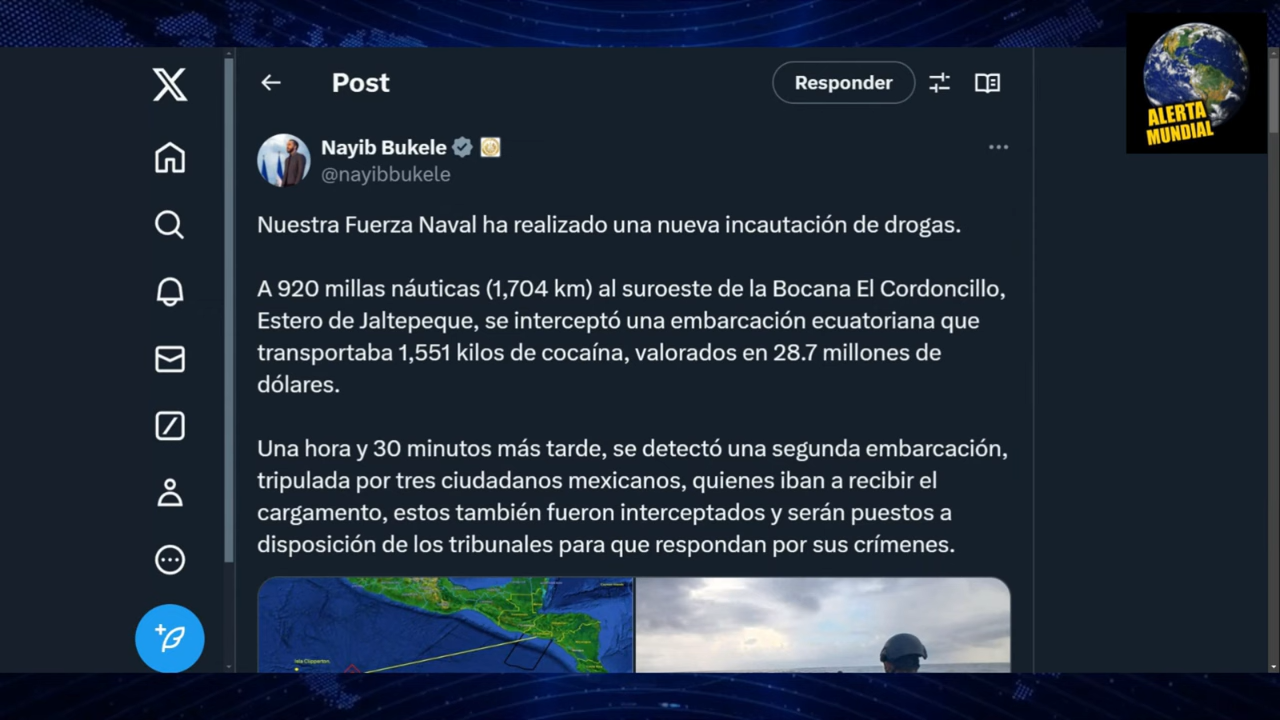 Post
Responder
ALERTA
MUNDIAL
Nayib Bukele
@nayibbukele
Nuestra Fuerza Naval ha realizado una nueva incautación de drogas.
A 920 millas náuticas (1,704 km) al suroeste de la Bocana El Cordoncillo,
Estero de Jaltepeque, se interceptó una embarcación ecuatoriana que
transportaba 1,551 kilos de cocaína, valorados en 28.7 millones de
dólares.
Una hora y 30 minutos más tarde, se detectó una segunda embarcación,
tripulada por tres ciudadanos mexicanos, quienes iban a recibir el
cargamento, estos también fueron interceptados y serán puestos a
disposición de los tribunales para que respondan por sus crímenes.
Isla Clipperton